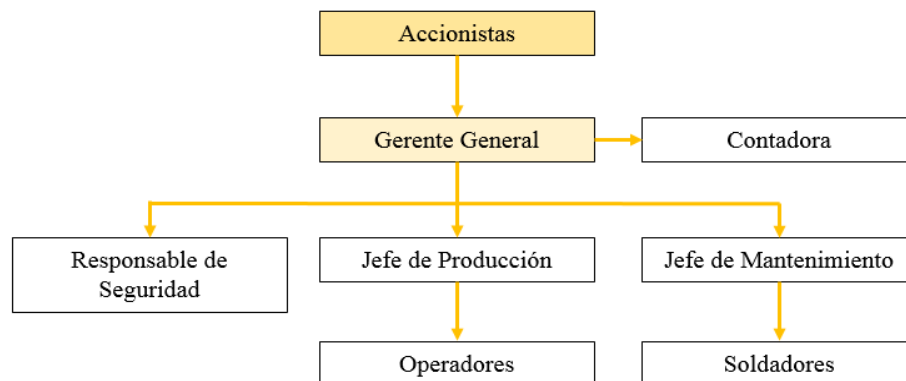 Accionistas
Gerente General
Contadora
Responsable de
Seguridad
Jefe de Producción
Jefe de Mantenimiento
Operadores
Soldadores